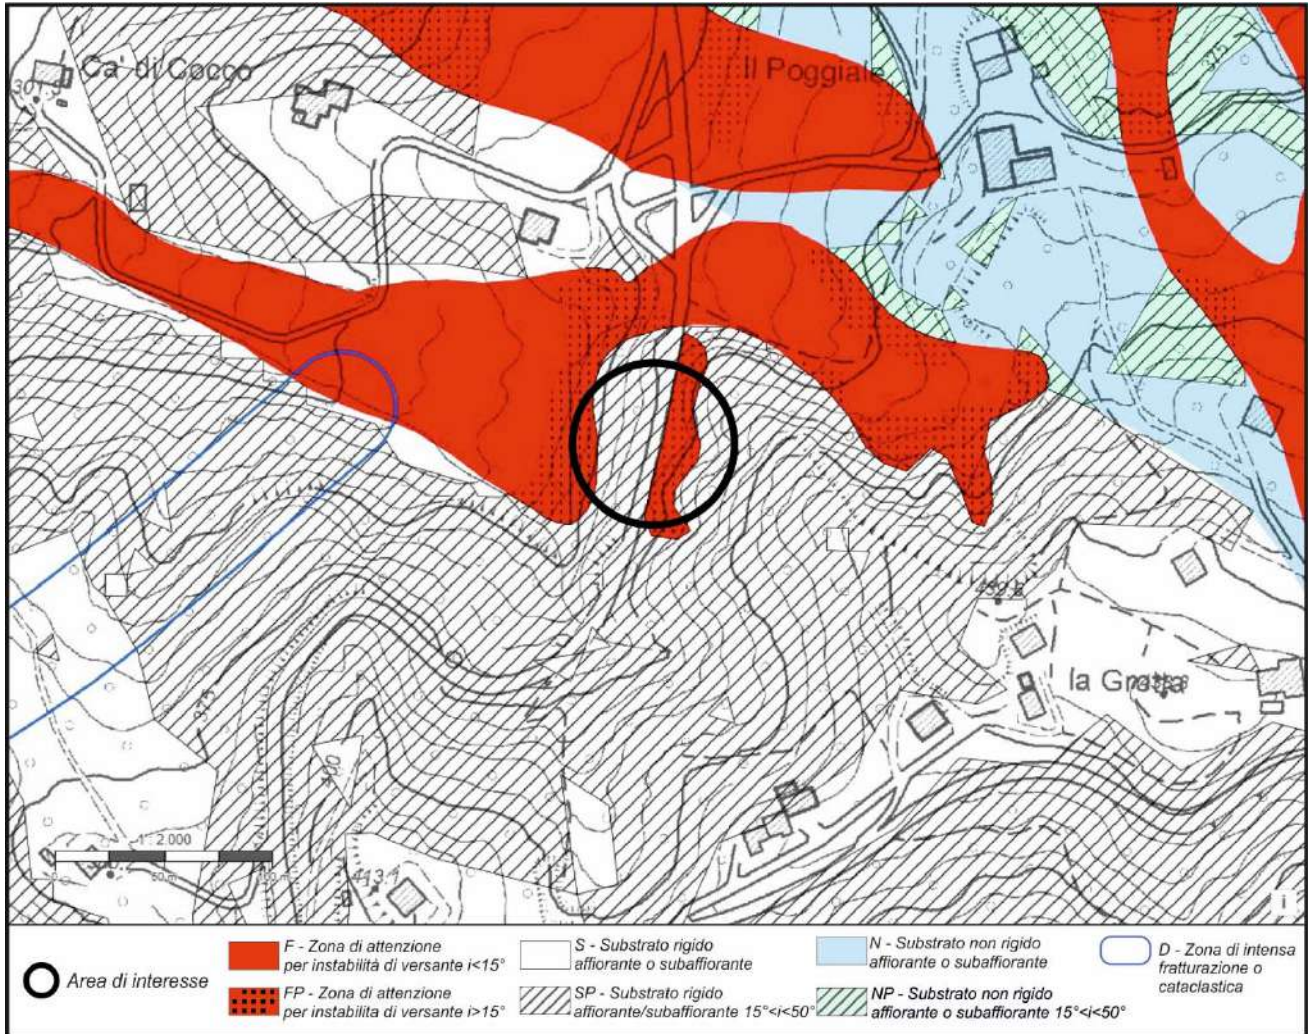 Ca' di Cocco
Il Poggiale
375
439.8
la Grotta
375
400
1 : 2.000
0 50 m 100 m
413.1
i
Area di interesse
F - Zona di attenzione
per instabilità di versante i<15°
FP - Zona di attenzione
per instabilita di versante i>15°
S - Substrato rigido
affiorante o subaffiorante
SP - Substrato rigido
affiorante/subaffiorante 15°<i<50°
N - Substrato non rigido
affiorante o subaffiorante
NP - Substrato non rigido
affiorante o subaffiorante 15°<i<50°
D - Zona di intensa
fratturazione o
cataclastica